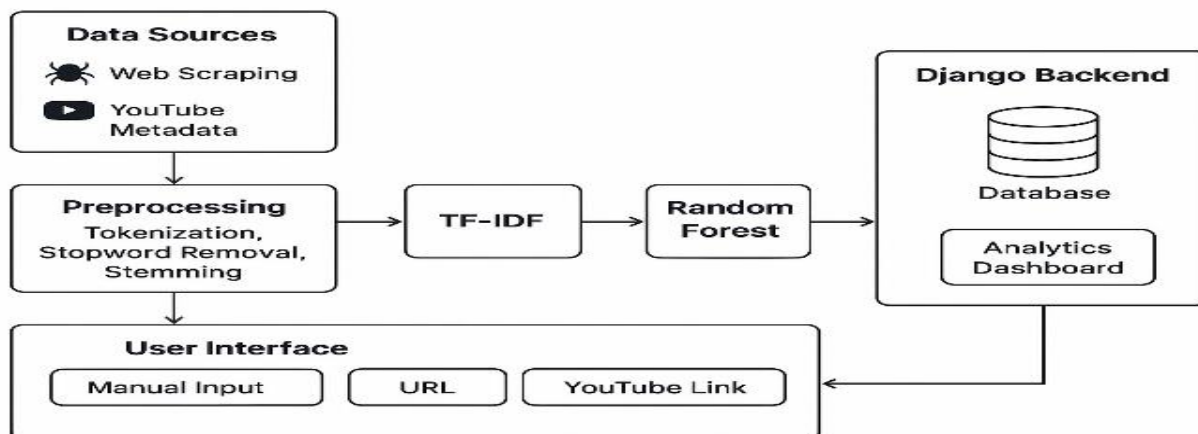 Data Sources
Web Scraping
YouTube
Metadata
Preprocessing
Tokenization,
Stopword Removal,
Stemming
TF-IDF
Random
Forest
Django Backend
Database
Analytics
Dashboard
User Interface
Manual Input
URL
YouTube Link